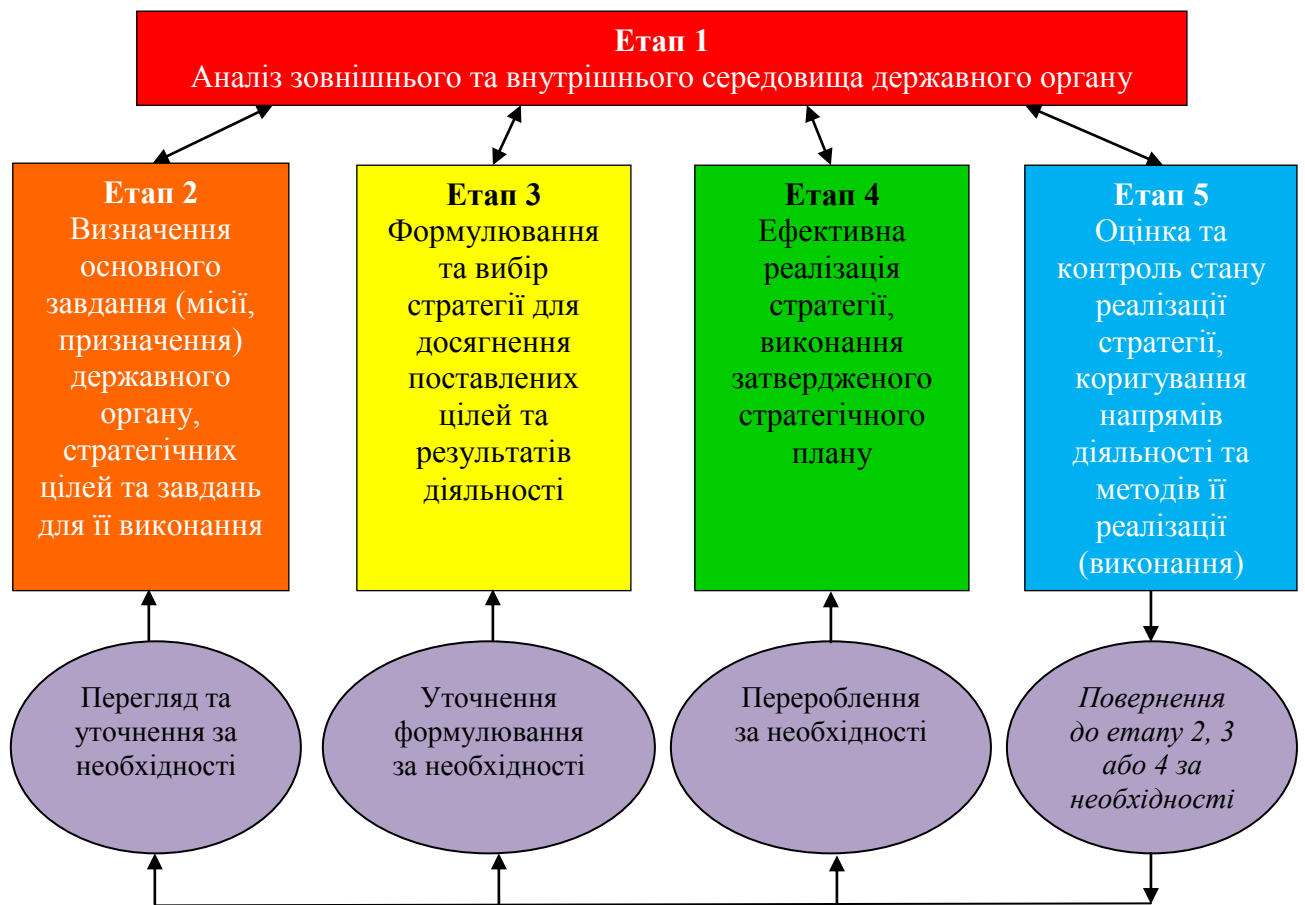 Етап 1
Аналіз зовнішнього та внутрішнього середовища державного органу
Етап 2
Визначення
основного
завдання (місії,
призначення)
державного
органу,
стратегічних
цілей та завдань
для її виконання
Етап 3
Формулювання
та вибір
стратегії для
досягнення
поставлених
цілей та
результатів
діяльності
Етап 4
Ефективна
реалізація
стратегії,
виконання
затвердженого
стратегічного
плану
Етап 5
Оцінка та
контроль стану
реалізації
стратегії,
коригування
напрямів
діяльності та
методів її
реалізації
(виконання)
Перегляд та
уточнення за
необхідності
Уточнення
формулювання
за необхідності
Перероблення
за необхідності
Повернення
до етапу 2, 3
або 4 за
необхідності